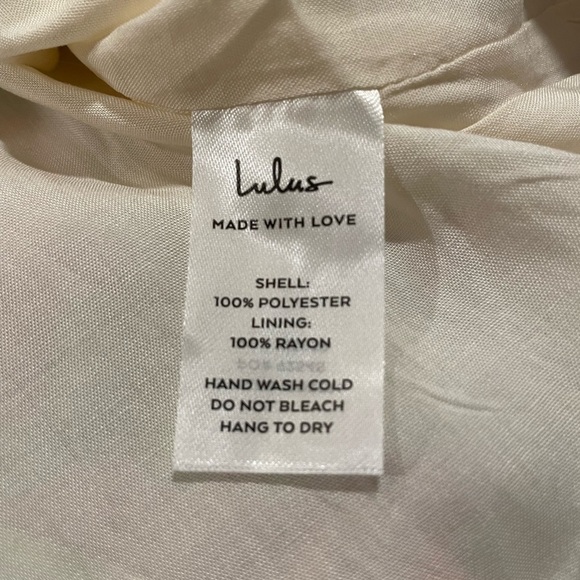 Lulus
MADE WITH LOVE
SHELL:
100% POLYESTER
LINING:
100% RAYON
HAND WASH COLD
DO NOT BLEACH
HANG TO DRY